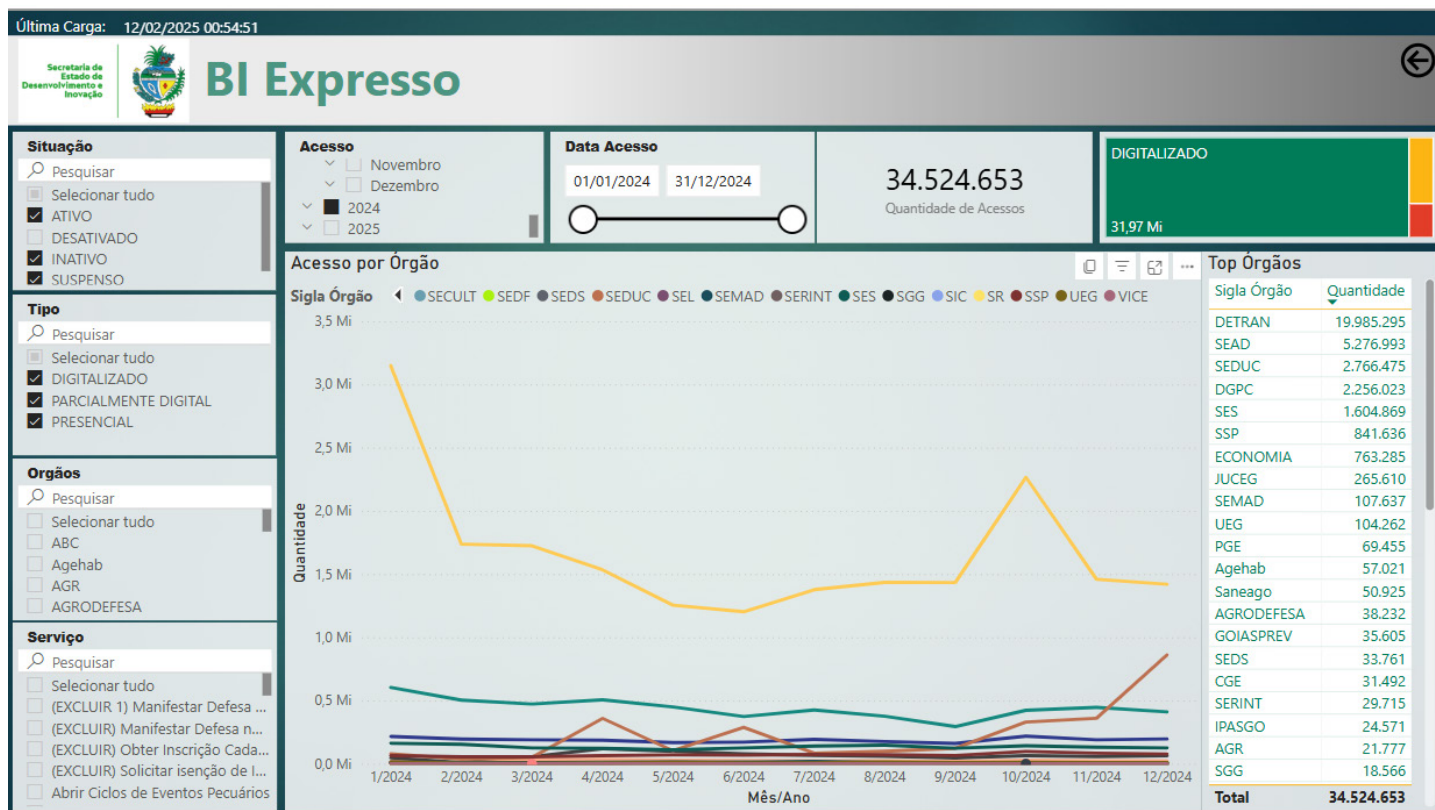 Última Carga: 12/02/2025 00:54:51
Secretaria de
Estado de
Desenvolvimento e
Inovação
BI Expresso
Situação
Pesquisar
Selecionar tudo
ATIVO
DESATIVADO
INATIVO
SUSPENSO
Tipo
Pesquisar
Selecionar tudo
DIGITALIZADO
PARCIALMENTE DIGITAL
PRESENCIAL
Orgãos
Pesquisar
Selecionar tudo
ABC
Agehab
AGR
AGRODEFESA
Serviço
Pesquisar
Selecionar tudo
(EXCLUIR 1) Manifestar Defesa ...
(EXCLUIR) Manifestar Defesa n...
(EXCLUIR) Obter Inscrição Cada...
(EXCLUIR) Solicitar isenção de I...
Abrir Ciclos de Eventos Pecuários
Acesso
Novembro
Dezembro
2024
2025
Data Acesso
01/01/2024 31/12/2024
34.524.653
Quantidade de Acessos
DIGITALIZADO
31,97 Mi
Acesso por Órgão
Sigla Órgão SECULT SEDF SEDS SEDUC SEL SEMAD SERINT SES SGG SIC SR SSP UEG VICE
3,5 Mi
3,0 Mi
2,5 Mi
2,0 Mi
1,5 Mi
1,0 Mi
0,5 Mi
0,0 Mi
Quantidade
1/2024 2/2024 3/2024 4/2024 5/2024 6/2024 7/2024 8/2024 9/2024 10/2024 11/2024 12/2024
Mês/Ano
Top Órgãos
Sigla Órgão Quantidade
DETRAN 19.985.295
SEAD 5.276.993
SEDUC 2.766.475
DGPC 2.256.023
SES 1.604.869
SSP 841.636
ECONOMIA 763.285
JUCEG 265.610
SEMAD 107.637
UEG 104.262
PGE 69.455
Agehab 57.021
Saneago 50.925
AGRODEFESA 38.232
GOIASPREV 35.605
SEDS 33.761
CGE 31.492
SERINT 29.715
IPASGO 24.571
AGR 21.777
SGG 18.566
Total 34.524.653